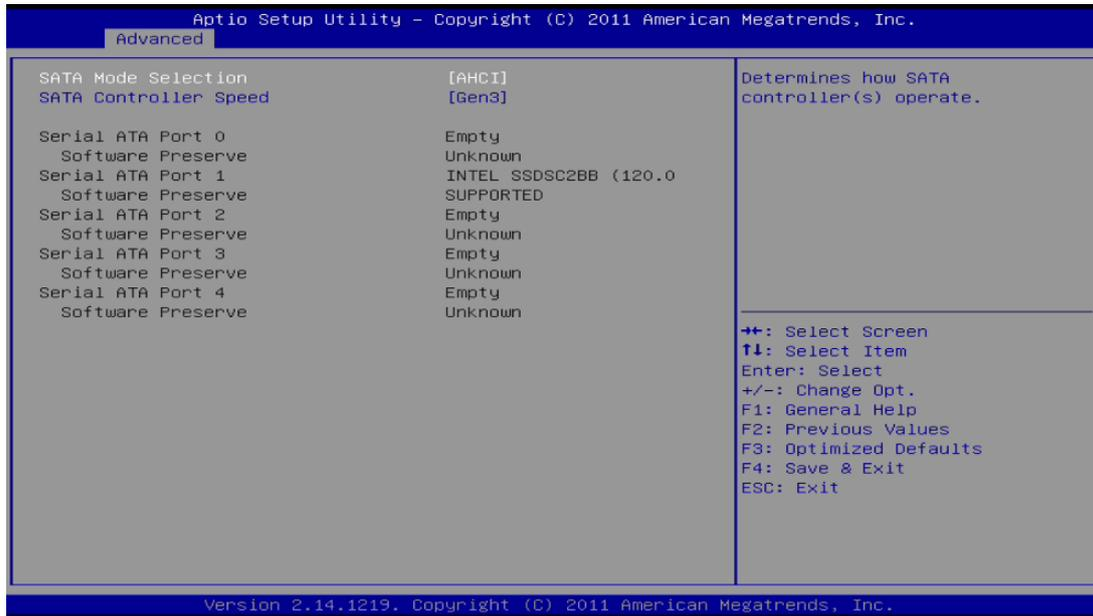 Aptio Setup Utility – Copyright (C) 2011 American Megatrends, Inc.
Advanced
SATA Mode Selection [AHCI]
SATA Controller Speed [Gen3]
Serial ATA Port 0 Empty
Software Preserve Unknown
Serial ATA Port 1 INTEL SSDSC2BB (120.0
Software Preserve SUPPORTED
Serial ATA Port 2 Empty
Software Preserve Unknown
Serial ATA Port 3 Empty
Software Preserve Unknown
Serial ATA Port 4 Empty
Software Preserve Unknown
Determines how SATA
controller(s) operate.
→←: Select Screen
↑↓: Select Item
Enter: Select
+/-: Change Opt.
F1: General Help
F2: Previous Values
F3: Optimized Defaults
F4: Save & Exit
ESC: Exit
Version 2.14.1219. Copyright (C) 2011 American Megatrends, Inc.